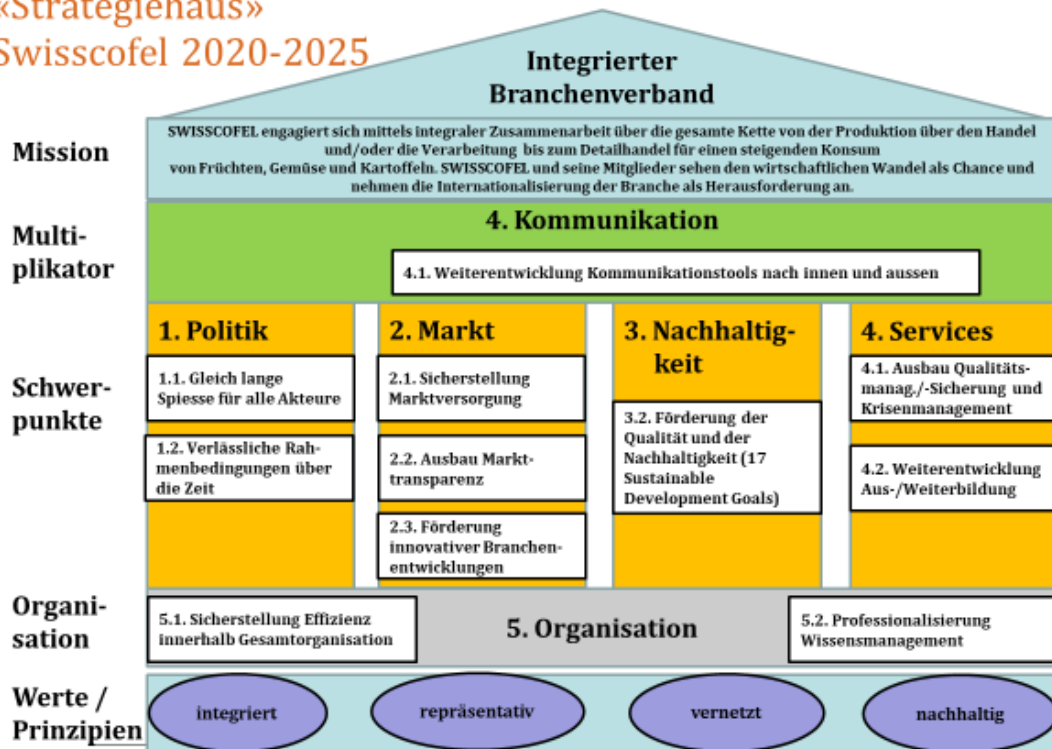 «Strategiehaus»
Swisscofel 2020-2025
Integrierter
Branchenverband
Mission
SWISSCOFEL engagiert sich mittels integraler Zusammenarbeit über die gesamte Kette von der Produktion über den Handel
und/oder die Verarbeitung bis zum Detailhandel für einen steigenden Konsum
von Früchten, Gemüse und Kartoffeln. SWISSCOFEL und seine Mitglieder sehen den wirtschaftlichen Wandel als Chance und
nehmen die Internationalisierung der Branche als Herausforderung an.
Multi-
plikator
4. Kommunikation
4.1. Weiterentwicklung Kommunikationstools nach innen und aussen
Schwer-
punkte
1. Politik
1.1. Gleich lange
Spiesse für alle Akteure
1.2. Verlässliche Rah-
menbedingungen über
die Zeit
2. Markt
2.1. Sicherstellung
Marktversorgung
2.2. Ausbau Markt-
transparenz
2.3. Förderung
innovativer Branchen-
entwicklungen
3. Nachhaltig-
keit
3.2. Förderung der
Qualität und der
Nachhaltigkeit (17
Sustainable
Development Goals)
4. Services
4.1. Ausbau Qualitäts-
manag./-Sicherung und
Krisenmanagement
4.2. Weiterentwicklung
Aus-/Weiterbildung
Organi-
sation
5.1. Sicherstellung Effizienz
innerhalb Gesamtorganisation
5. Organisation
5.2. Professionalisierung
Wissensmanagement
Werte /
Prinzipien
integriert
repräsentativ
vernetzt
nachhaltig